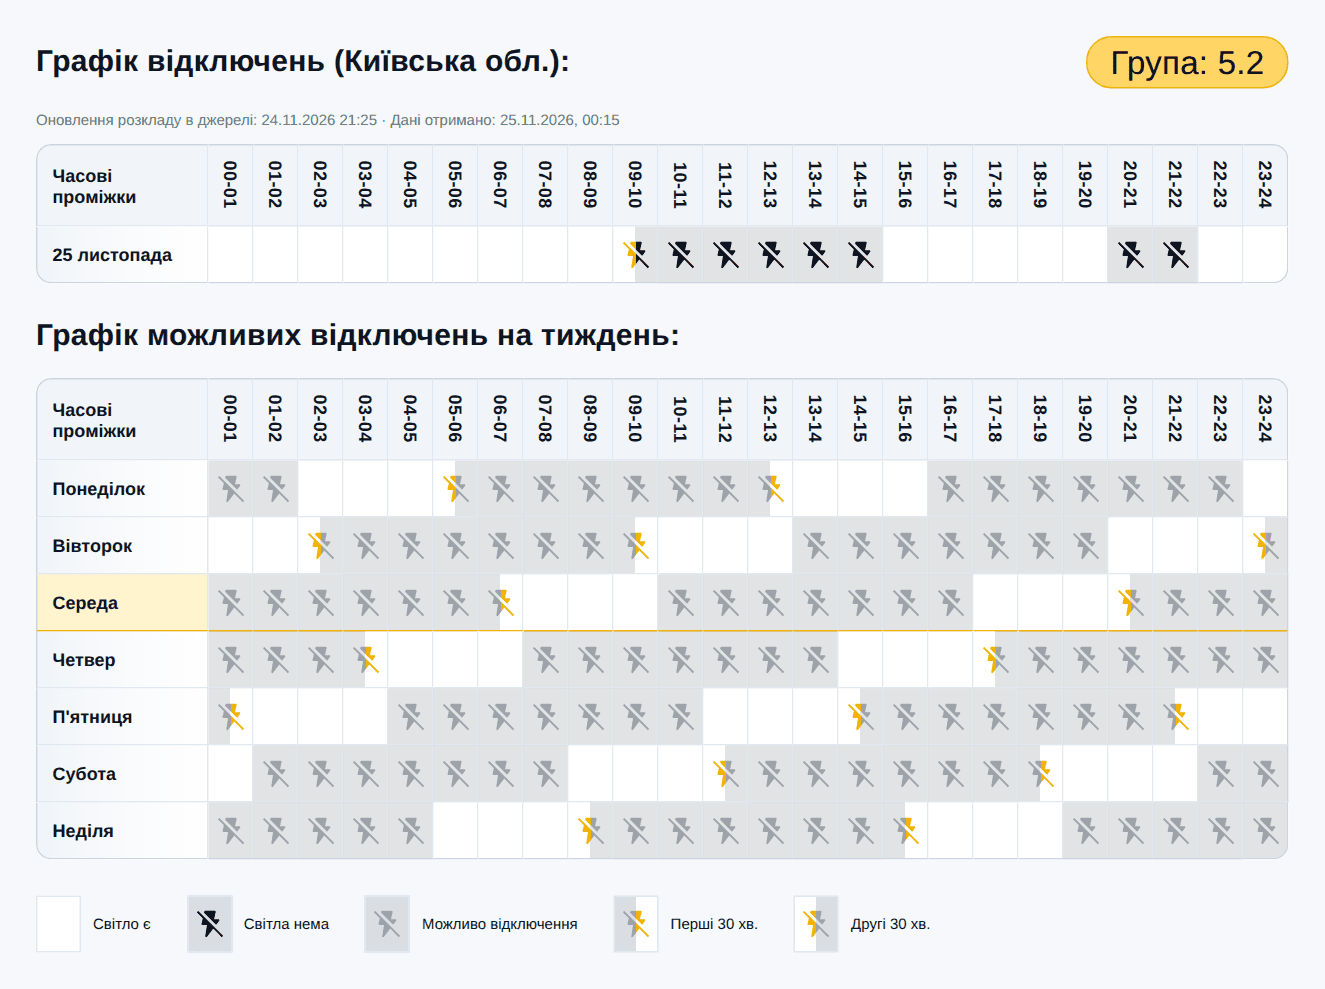 Графік відключень (Київська обл.):
Група: 5.2
Оновлення розкладу в джерелі: 24.11.2026 21:25 · Дані отримано: 25.11.2026, 00:15
Часові
проміжки
00-01 01-02 02-03 03-04 04-05 05-06 06-07 07-08 08-09 09-10 10-11 11-12 12-13 13-14 14-15 15-16 16-17 17-18 18-19 19-20 20-21 21-22 22-23 23-24
25 листопада
Графік можливих відключень на тиждень:
Часові
проміжки
00-01 01-02 02-03 03-04 04-05 05-06 06-07 07-08 08-09 09-10 10-11 11-12 12-13 13-14 14-15 15-16 16-17 17-18 18-19 19-20 20-21 21-22 22-23 23-24
Понеділок
Вівторок
Середа
Четвер
П'ятниця
Субота
Неділя
Світло є
Світла нема
Можливо відключення
Перші 30 хв.
Другі 30 хв.